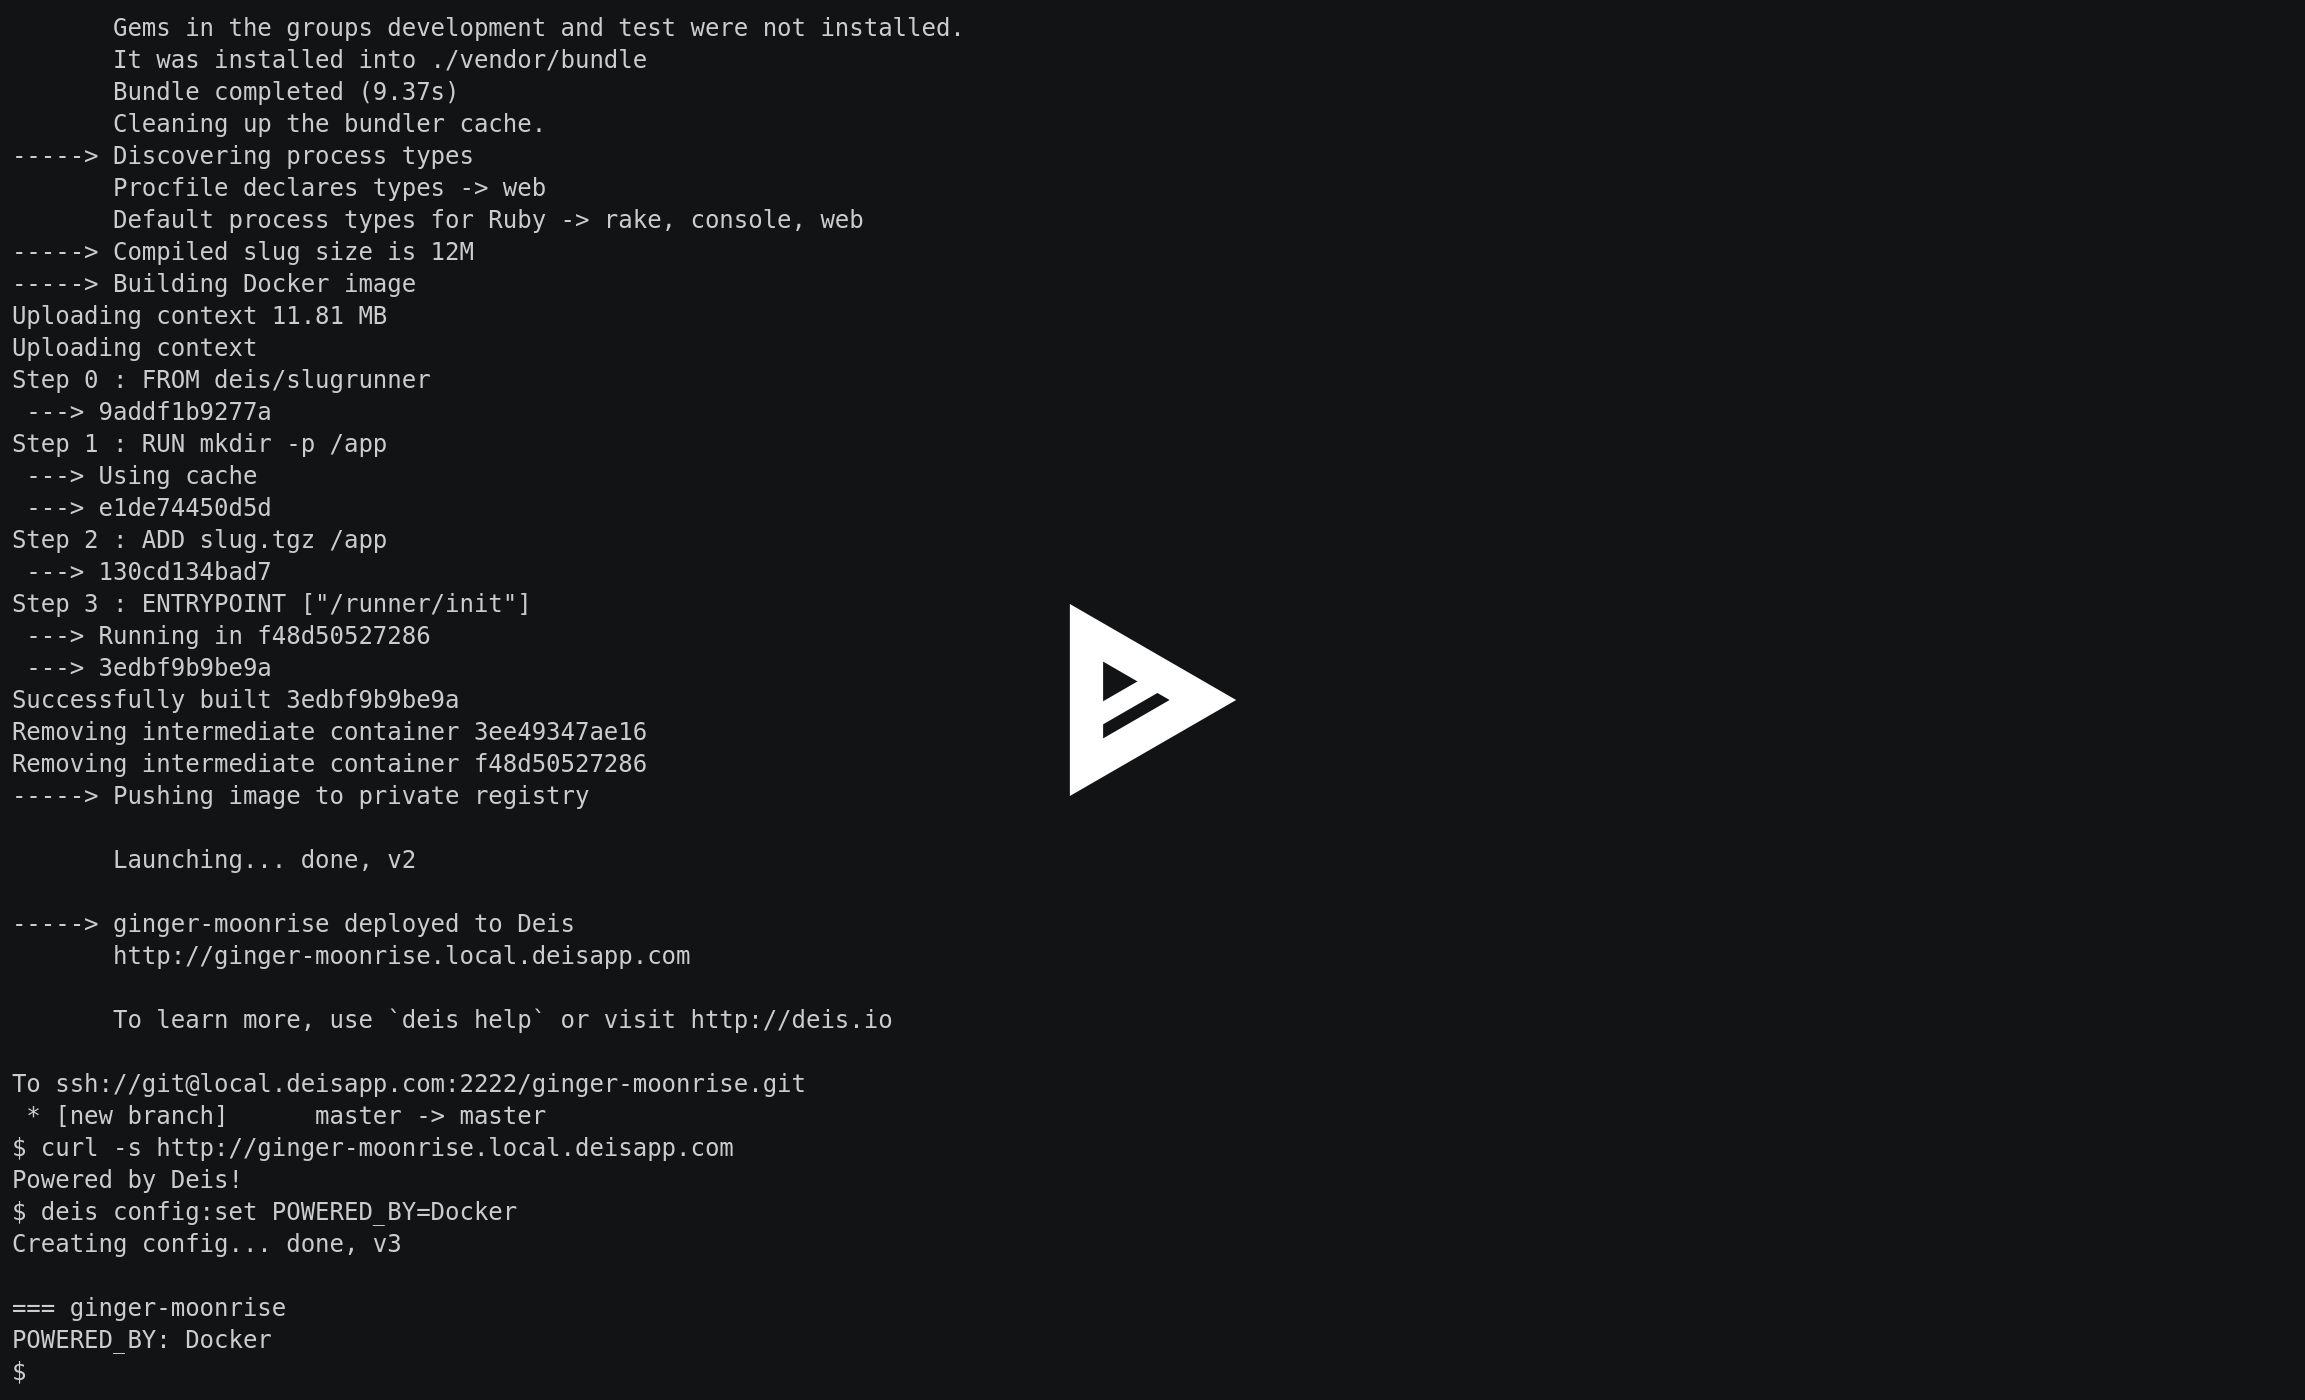 Gems in the groups development and test were not installed.
It was installed into ./vendor/bundle
Bundle completed (9.37s)
Cleaning up the bundler cache.
-----> Discovering process types
Procfile declares types -> web
Default process types for Ruby -> rake, console, web
-----> Compiled slug size is 12M
-----> Building Docker image
Uploading context 11.81 MB
Uploading context
Step 0 : FROM deis/slugrunner
---> 9addf1b9277a
Step 1 : RUN mkdir -p /app
---> Using cache
---> e1de74450d5d
Step 2 : ADD slug.tgz /app
---> 130cd134bad7
Step 3 : ENTRYPOINT ["/runner/init"]
---> Running in f48d50527286
---> 3edbf9b9be9a
Successfully built 3edbf9b9be9a
Removing intermediate container 3ee49347ae16
Removing intermediate container f48d50527286
-----> Pushing image to private registry
Launching... done, v2
-----> ginger-moonrise deployed to Deis
http://ginger-moonrise.local.deisapp.com
To learn more, use `deis help` or visit http://deis.io
To ssh://git@local.deisapp.com:2222/ginger-moonrise.git
* [new branch]      master -> master
$ curl -s http://ginger-moonrise.local.deisapp.com
Powered by Deis!
$ deis config:set POWERED_BY=Docker
Creating config... done, v3
=== ginger-moonrise
POWERED_BY: Docker
$